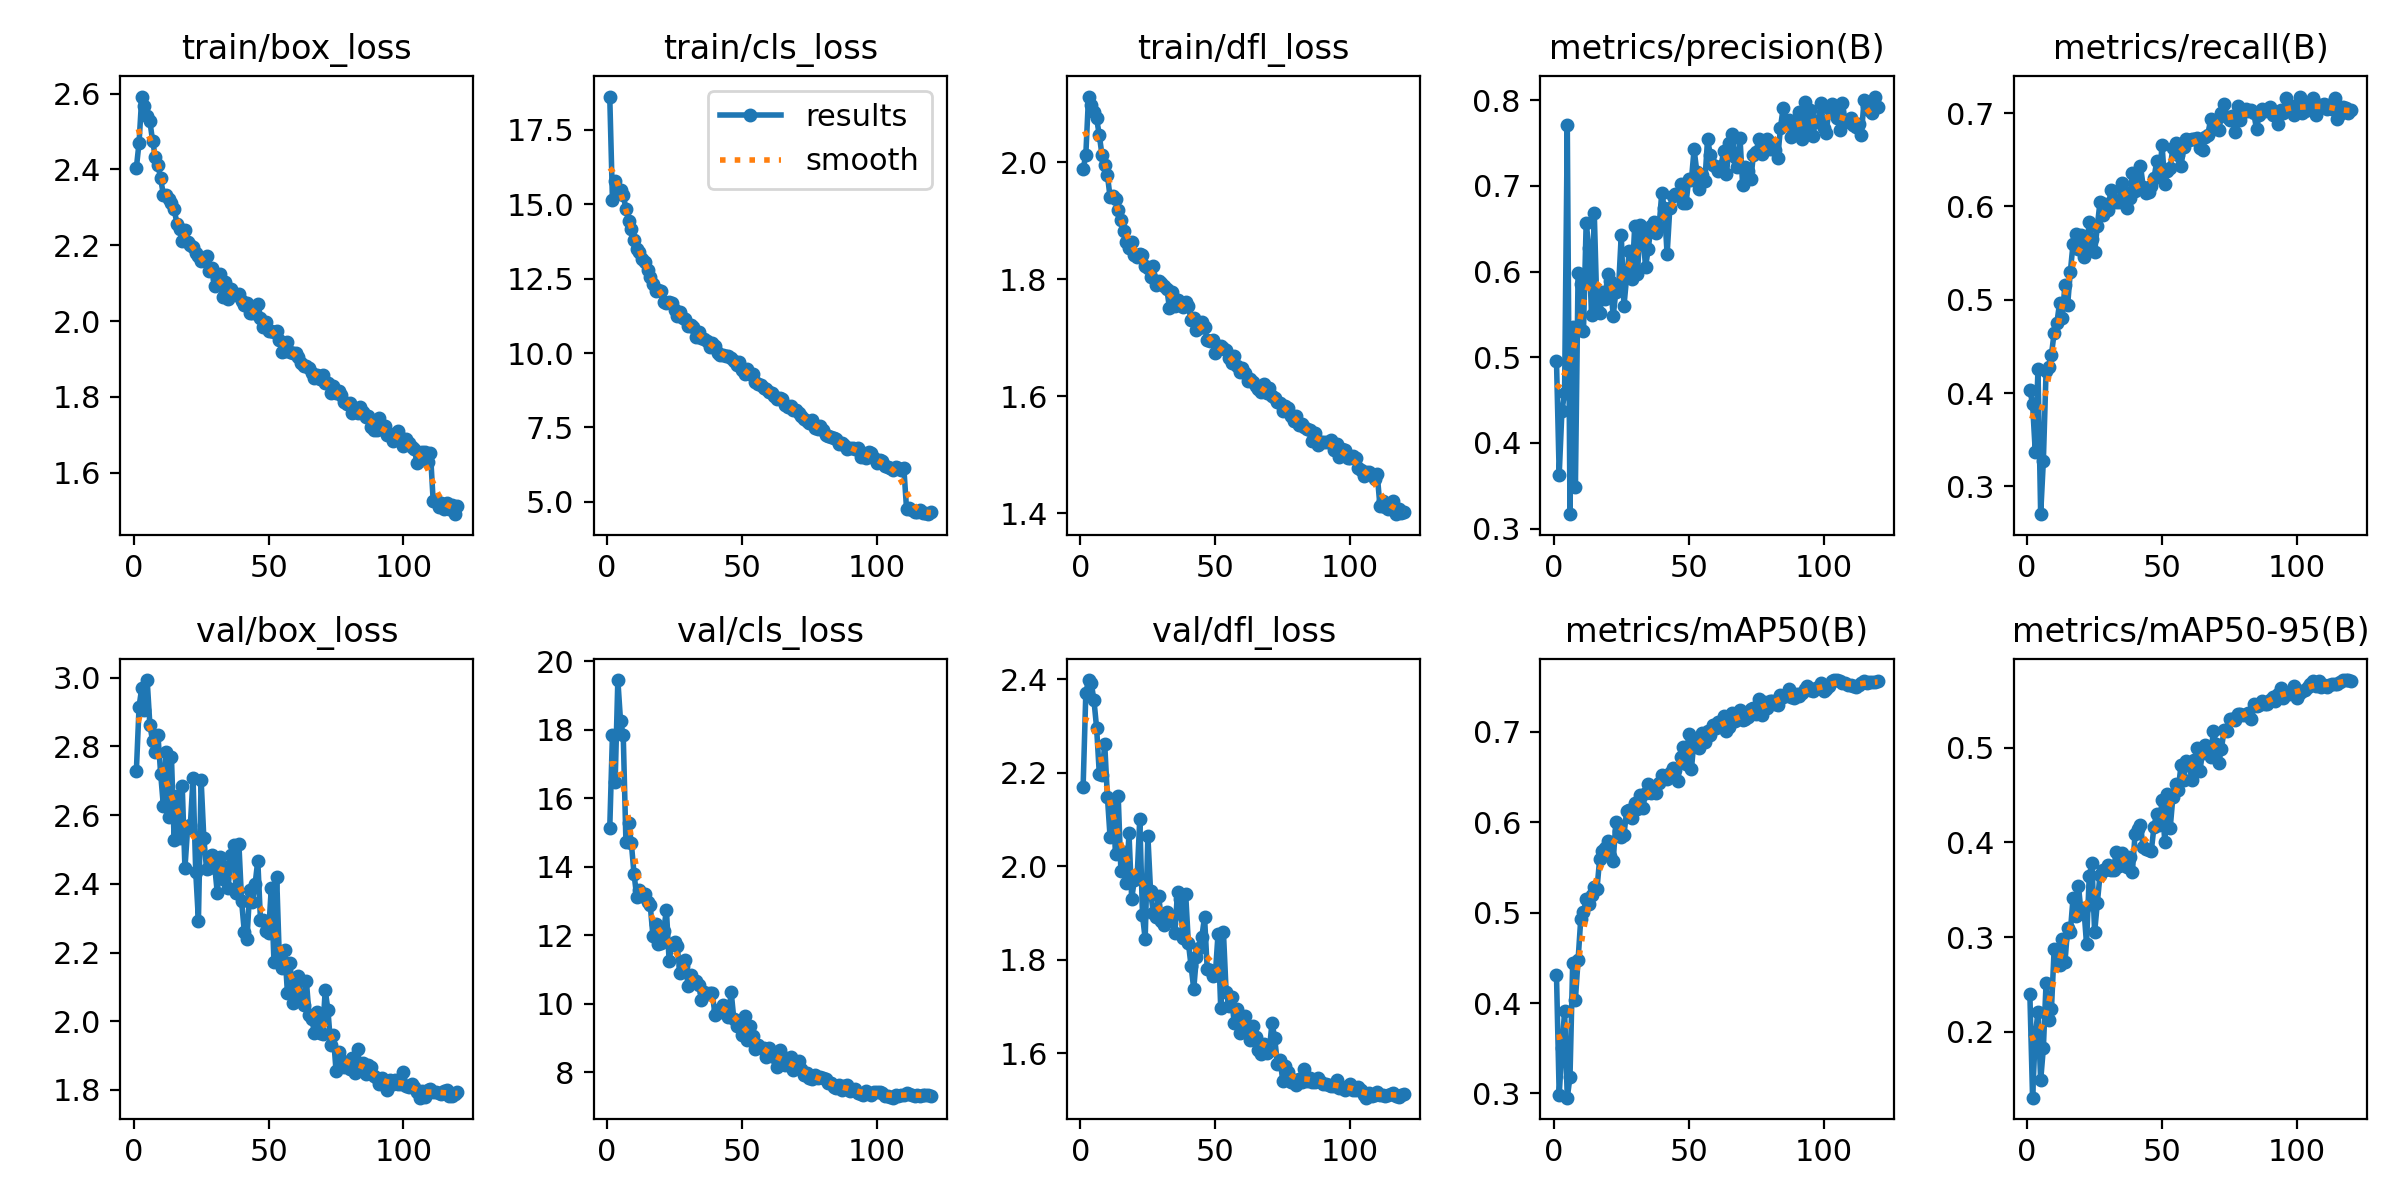 train/box_loss
train/cls_loss
train/dfl_loss
metrics/precision(B)
metrics/recall(B)
2.6
2.4
2.2
2.0
1.8
1.6
0 50 100
results
smooth
17.5
15.0
12.5
10.0
7.5
5.0
0 50 100
2.0
1.8
1.6
1.4
0 50 100
0.8
0.7
0.6
0.5
0.4
0.3
0 50 100
0.7
0.6
0.5
0.4
0.3
0 50 100
val/box_loss
val/cls_loss
val/dfl_loss
metrics/mAP50(B)
metrics/mAP50-95(B)
3.0
2.8
2.6
2.4
2.2
2.0
1.8
0 50 100
20
18
16
14
12
10
8
0 50 100
2.4
2.2
2.0
1.8
1.6
0 50 100
0.7
0.6
0.5
0.4
0.3
0 50 100
0.5
0.4
0.3
0.2
0 50 100